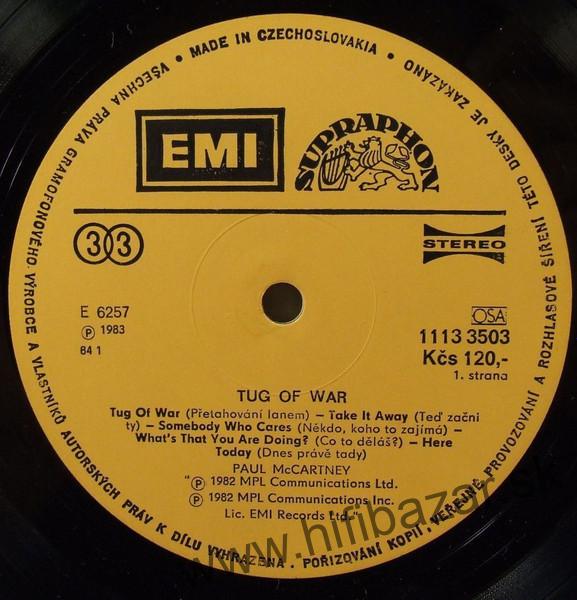 VŠECHNA PRÁVA GRAMOFONOVÉHO VÝROBCE A VLASTNÍKŮ AUTORSKÝCH PRÁV K DÍLU VYHRAZENA. POŘIZOVÁNÍ KOPIÍ, VEŘEJNÉ PROVOZOVÁNÍ A ROZHLASOVÉ ŠÍŘENÍ TÉTO DESKY JE ZAKÁZÁNO • MADE IN CZECHOSLOVAKIA •
EMI
SUPRAPHON
33
STEREO
E 6257
℗ 1983
84 1
OSA
1113 3503
Kčs 120,-
1. strana
TUG OF WAR
Tug Of War (Přetahování lanem) – Take It Away (Teď začni
ty) – Somebody Who Cares (Někdo, koho to zajímá) –
What's That You Are Doing? (Co to děláš?) – Here
Today (Dnes právě tady)
PAUL McCARTNEY
"℗ 1982 MPL Communications Ltd.
℗ 1982 MPL Communications Inc.
Lic. EMI Records Ltd."
www.hifibazar.sk